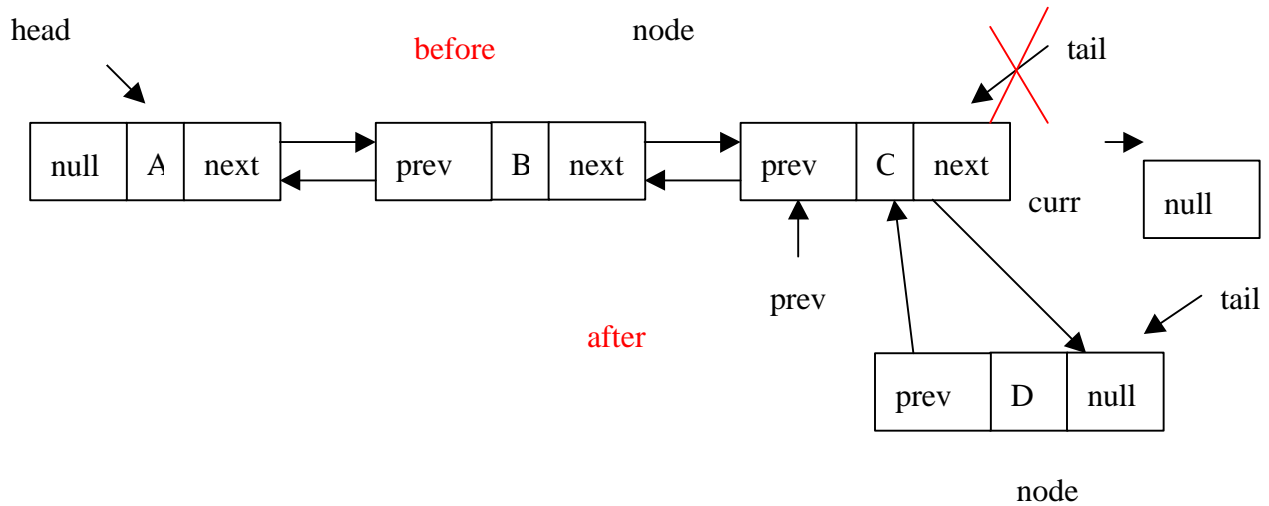 head
before
node
tail
null A next
prev B next
prev C next
curr
null
prev
tail
after
prev D null
node